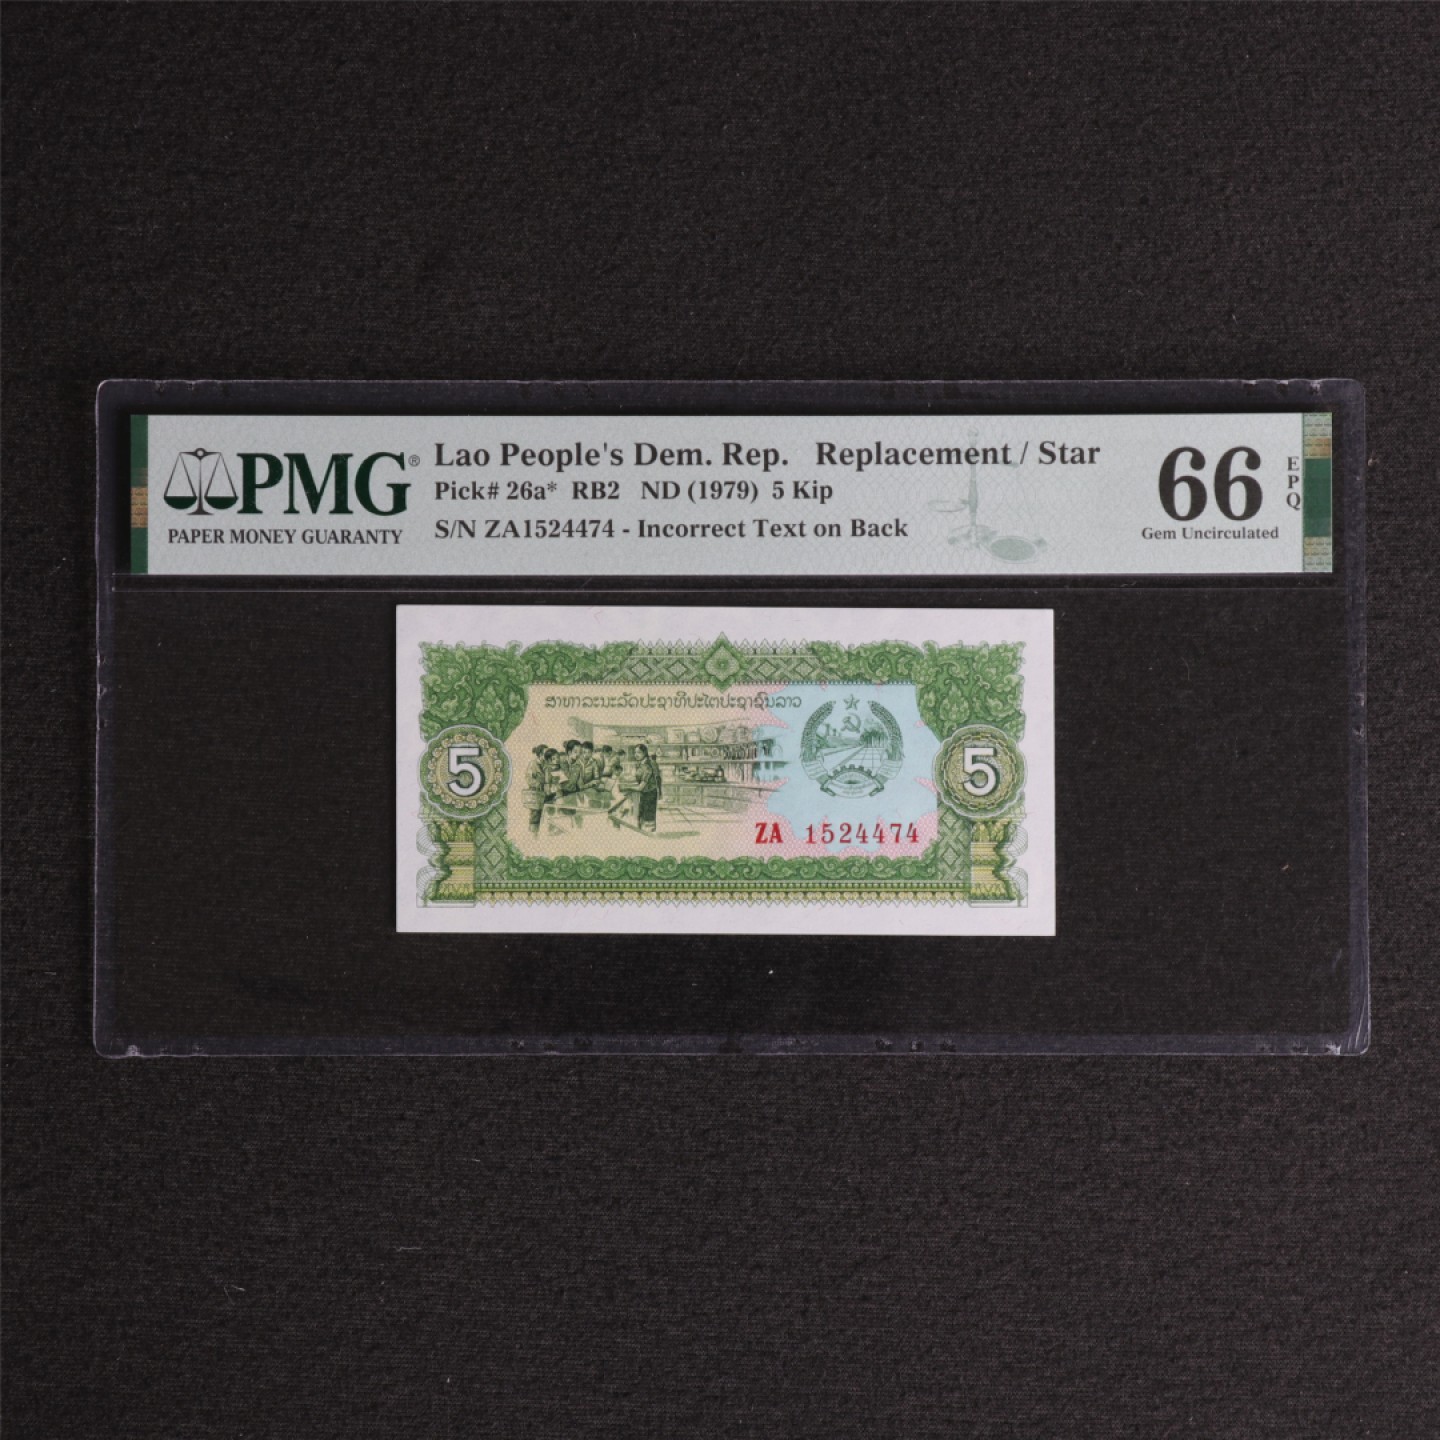 PMG®
PAPER MONEY GUARANTY
Lao People's Dem. Rep. Replacement / Star
Pick# 26a* RB2 ND (1979) 5 Kip
S/N ZA1524474 - Incorrect Text on Back
66
EPQ
Gem Uncirculated
ສາທາລະນະລັດປະຊາທິປະໄຕປະຊາຊົນລາວ
5
5
ZA 1524474